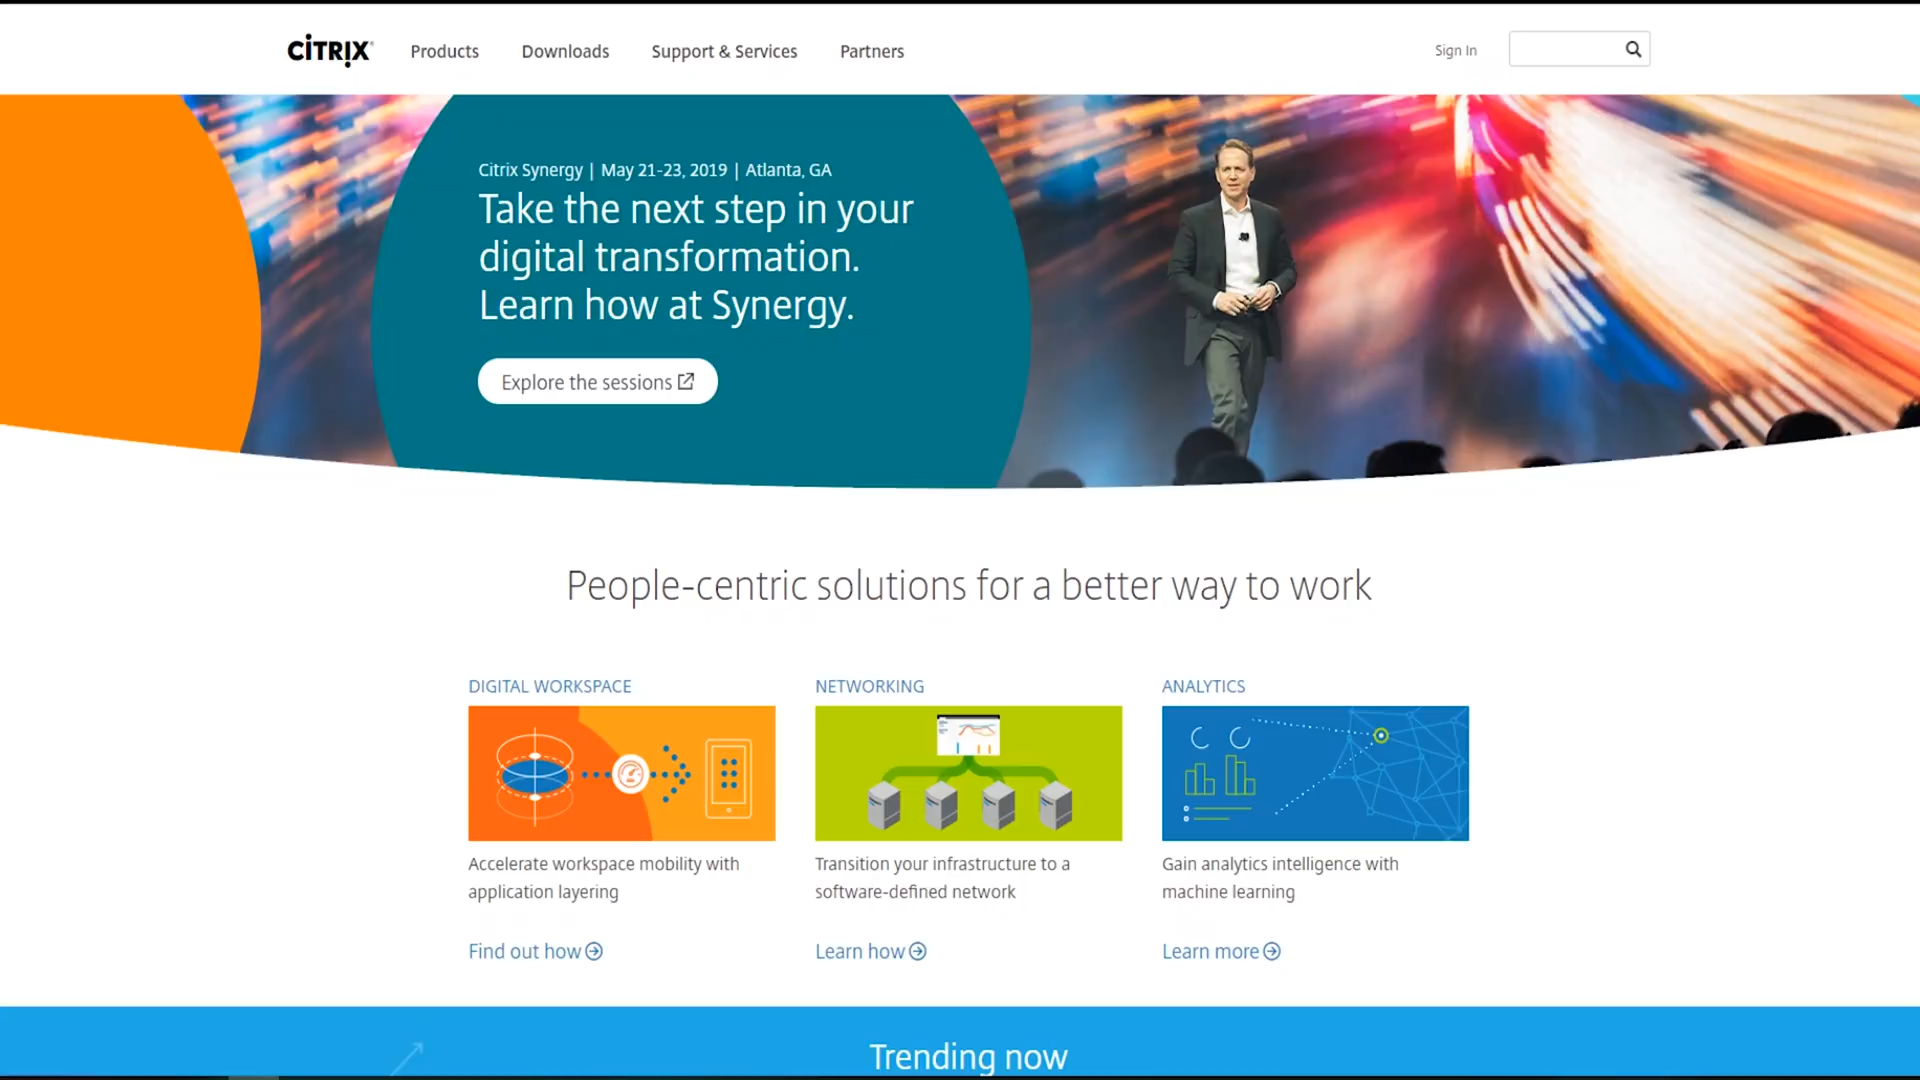 CİTRIX
Products
Downloads
Support & Services
Partners
Sign In
Citrix Synergy | May 21-23, 2019 | Atlanta, GA
Take the next step in your
digital transformation.
Learn how at Synergy.
Explore the sessions
People-centric solutions for a better way to work
DIGITAL WORKSPACE
Accelerate workspace mobility with
application layering
Find out how
NETWORKING
Transition your infrastructure to a
software-defined network
Learn how
ANALYTICS
Gain analytics intelligence with
machine learning
Learn more
Trending now